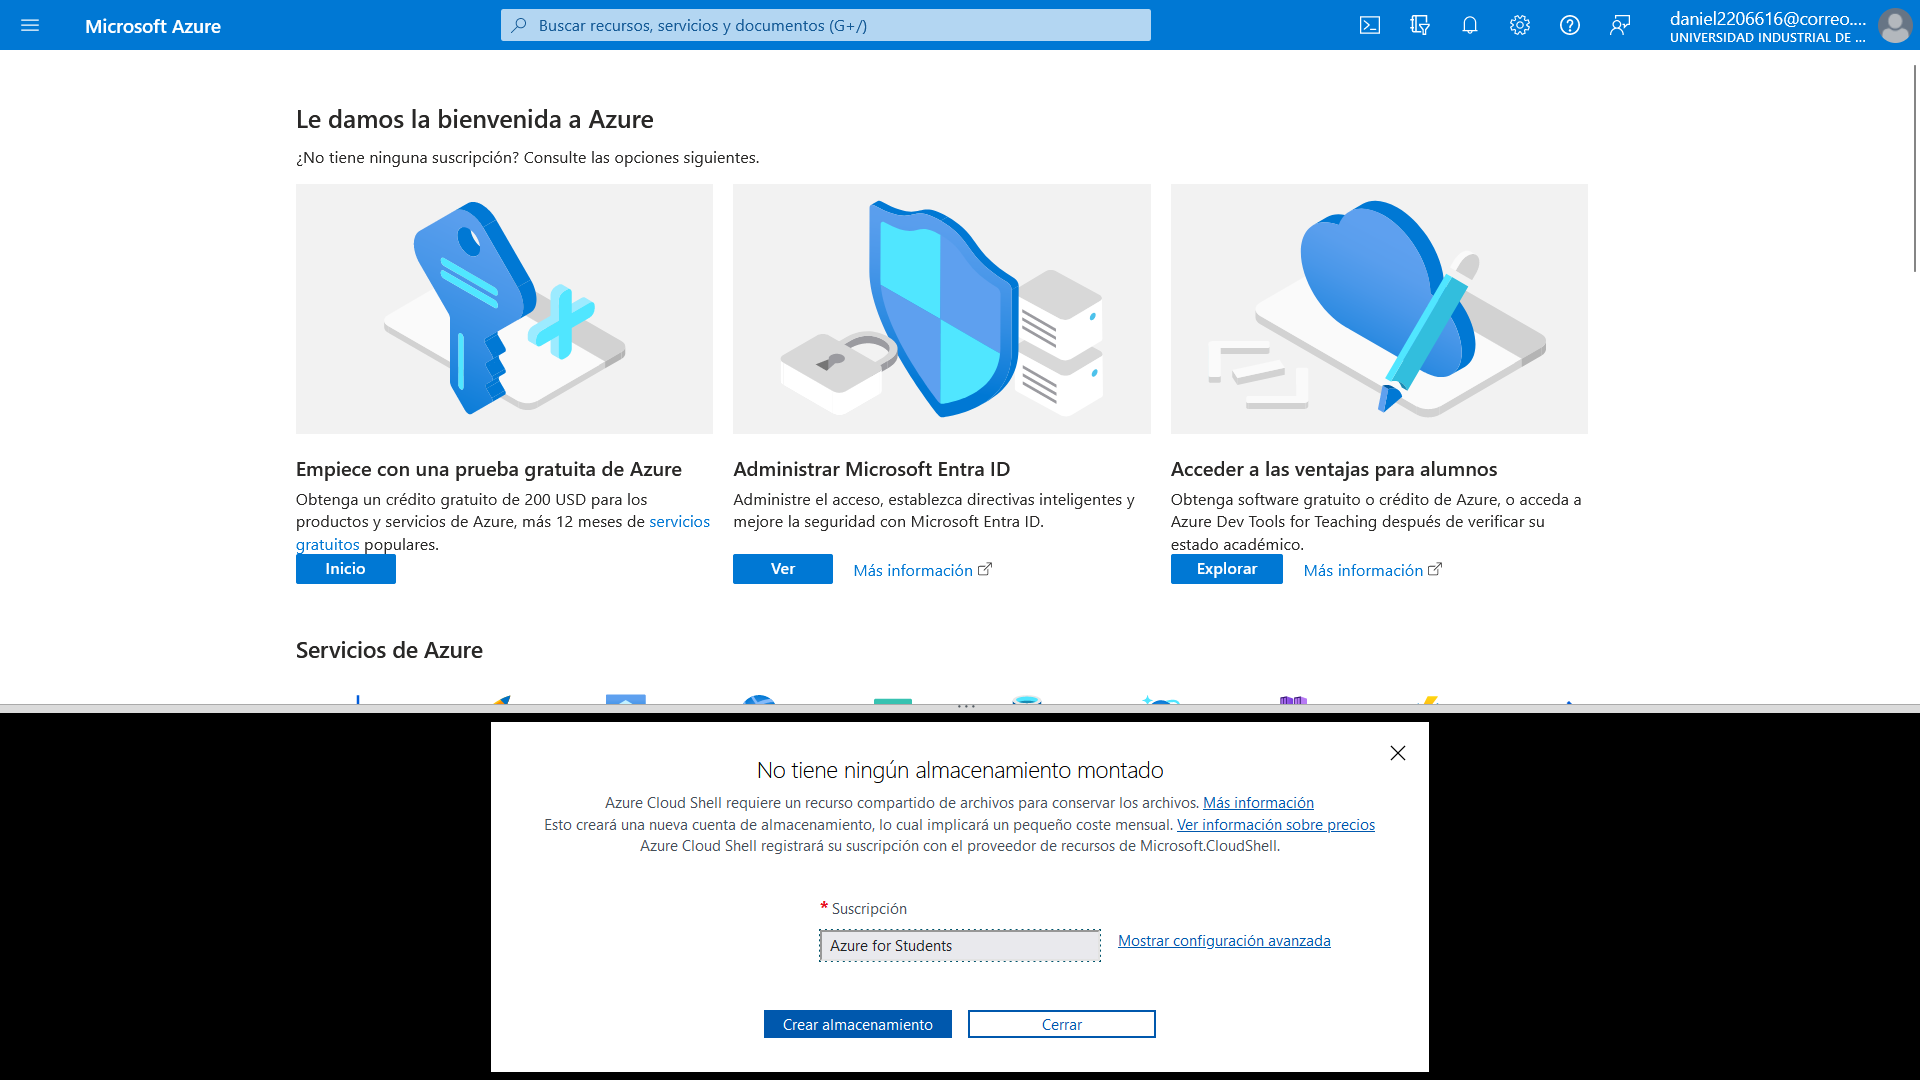 Microsoft Azure
Buscar recursos, servicios y documentos (G+/)
daniel2206616@correo....
UNIVERSIDAD INDUSTRIAL DE ...
Le damos la bienvenida a Azure
¿No tiene ninguna suscripción? Consulte las opciones siguientes.
Empiece con una prueba gratuita de Azure
Obtenga un crédito gratuito de 200 USD para los
productos y servicios de Azure, más 12 meses de servicios
gratuitos populares.
Inicio
Administrar Microsoft Entra ID
Administre el acceso, establezca directivas inteligentes y
mejore la seguridad con Microsoft Entra ID.
Ver
Más información
Acceder a las ventajas para alumnos
Obtenga software gratuito o crédito de Azure, o acceda a
Azure Dev Tools for Teaching después de verificar su
estado académico.
Explorar
Más información
Servicios de Azure
No tiene ningún almacenamiento montado
Azure Cloud Shell requiere un recurso compartido de archivos para conservar los archivos. Más información
Esto creará una nueva cuenta de almacenamiento, lo cual implicará un pequeño coste mensual. Ver información sobre precios
Azure Cloud Shell registrará su suscripción con el proveedor de recursos de Microsoft.CloudShell.
* Suscripción
Azure for Students
Mostrar configuración avanzada
Crear almacenamiento
Cerrar